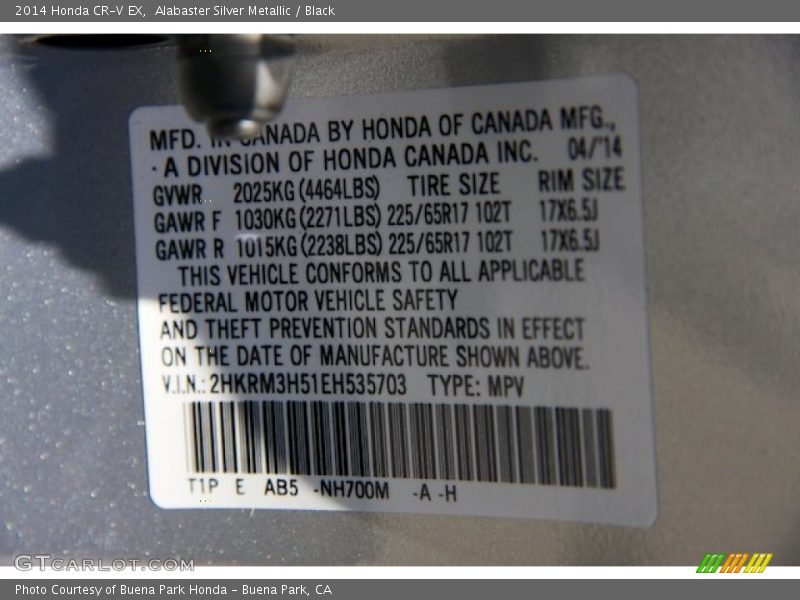 2014 Honda CR-V EX,  Alabaster Silver Metallic / Black
MFD. IN CANADA BY HONDA OF CANADA MFG.,
A DIVISION OF HONDA CANADA INC. 04/'14
GVWR 2025KG(4464LBS) TIRE SIZE RIM SIZE
GAWR F 1030KG(2271LBS) 225/65R17 102T 17X6.5J
GAWR R 1015KG(2238LBS) 225/65R17 102T 17X6.5J
THIS VEHICLE CONFORMS TO ALL APPLICABLE
FEDERAL MOTOR VEHICLE SAFETY
AND THEFT PREVENTION STANDARDS IN EFFECT
ON THE DATE OF MANUFACTURE SHOWN ABOVE.
V.I.N.: 2HKRM3H51EH535703 TYPE: MPV
T1P E AB5 -NH700M -A -H
GTCARLOT.COM
Photo Courtesy of Buena Park Honda - Buena Park, CA